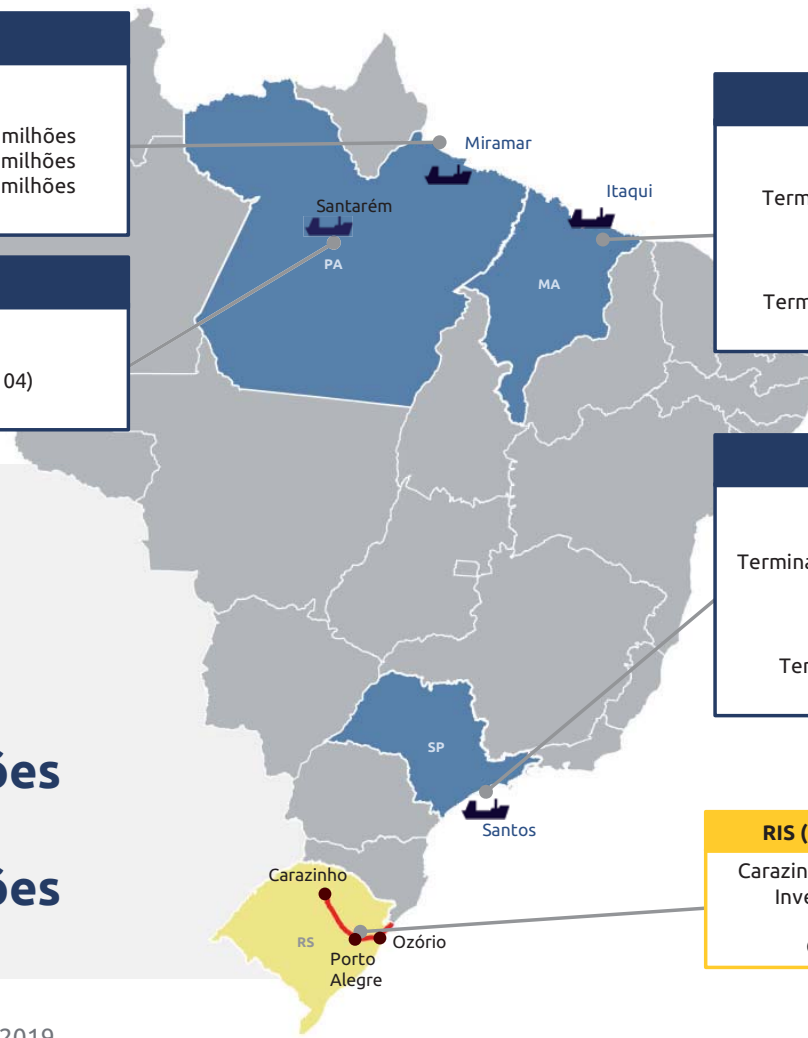 milhões
milhões
milhões
04)
Miramar
Santarém
PA
Itaqui
MA
Term
Term
Termina
Ter
SP
Santos
ões
ões
Carazinho
RS
Porto
Alegre
Ozório
RIS (
Carazin
Inve
2019